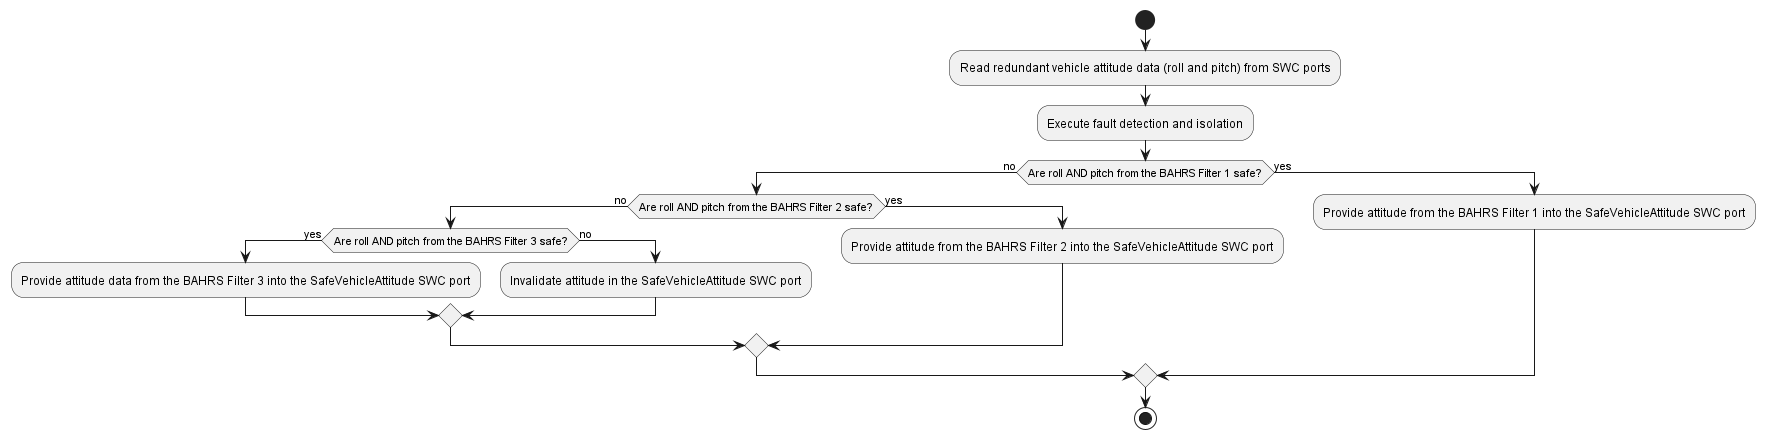 Read redundant vehicle attitude data (roll and pitch) from SWC ports
Execute fault detection and isolation
no
Are roll AND pitch from the BAHRS Filter 1 safe?
yes
no
Are roll AND pitch from the BAHRS Filter 2 safe?
yes
Provide attitude from the BAHRS Filter 1 into the SafeVehicleAttitude SWC port
yes
Are roll AND pitch from the BAHRS Filter 3 safe?
no
Provide attitude from the BAHRS Filter 2 into the SafeVehicleAttitude SWC port
Provide attitude data from the BAHRS Filter 3 into the SafeVehicleAttitude SWC port
Invalidate attitude in the SafeVehicleAttitude SWC port